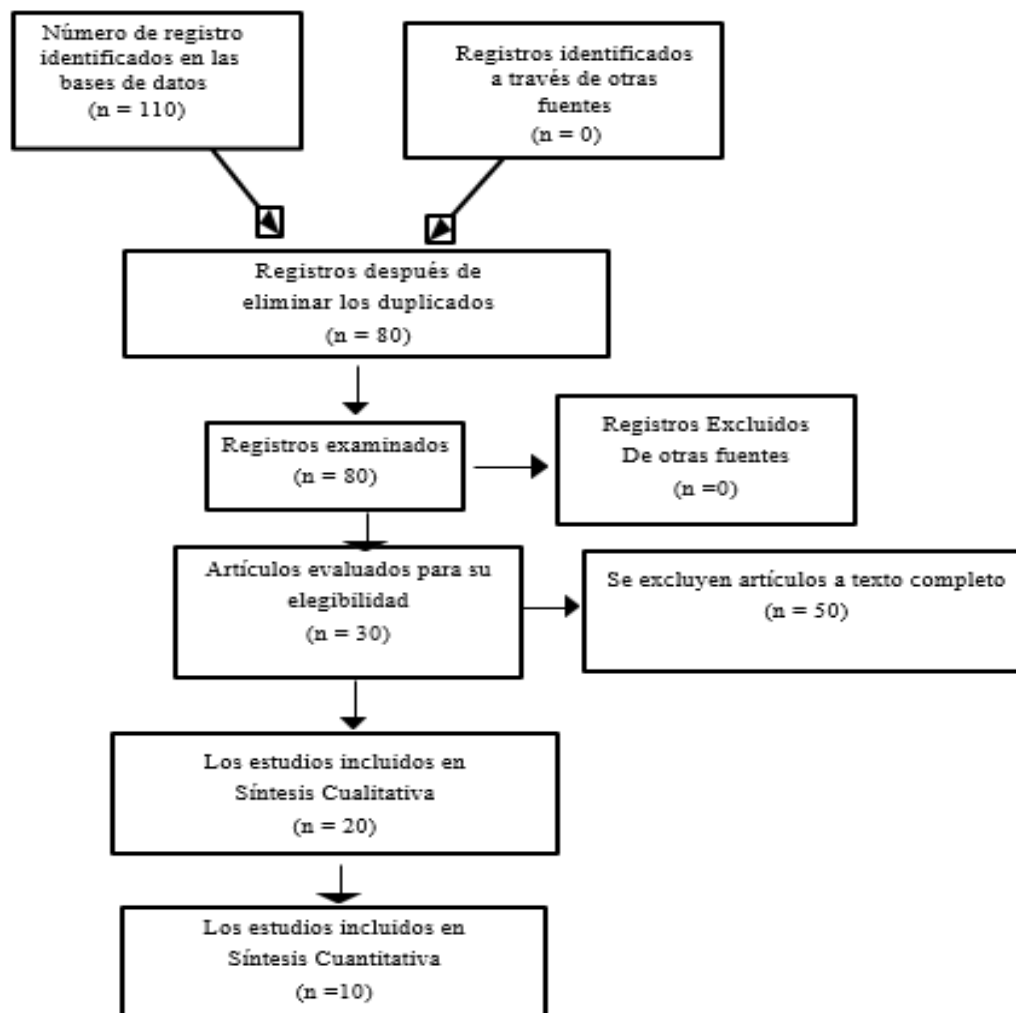 Número de registro
identificados en las
bases de datos
(n = 110)
Registros identificados
a través de otras
fuentes
(n = 0)
Registros después de
eliminar los duplicados
(n = 80)
Registros examinados
(n = 80)
Registros Excluidos
De otras fuentes
(n =0)
Artículos evaluados para su
elegibilidad
(n = 30)
Se excluyen artículos a texto completo
(n = 50)
Los estudios incluidos en
Síntesis Cualitativa
(n = 20)
Los estudios incluidos en
Síntesis Cuantitativa
(n =10)